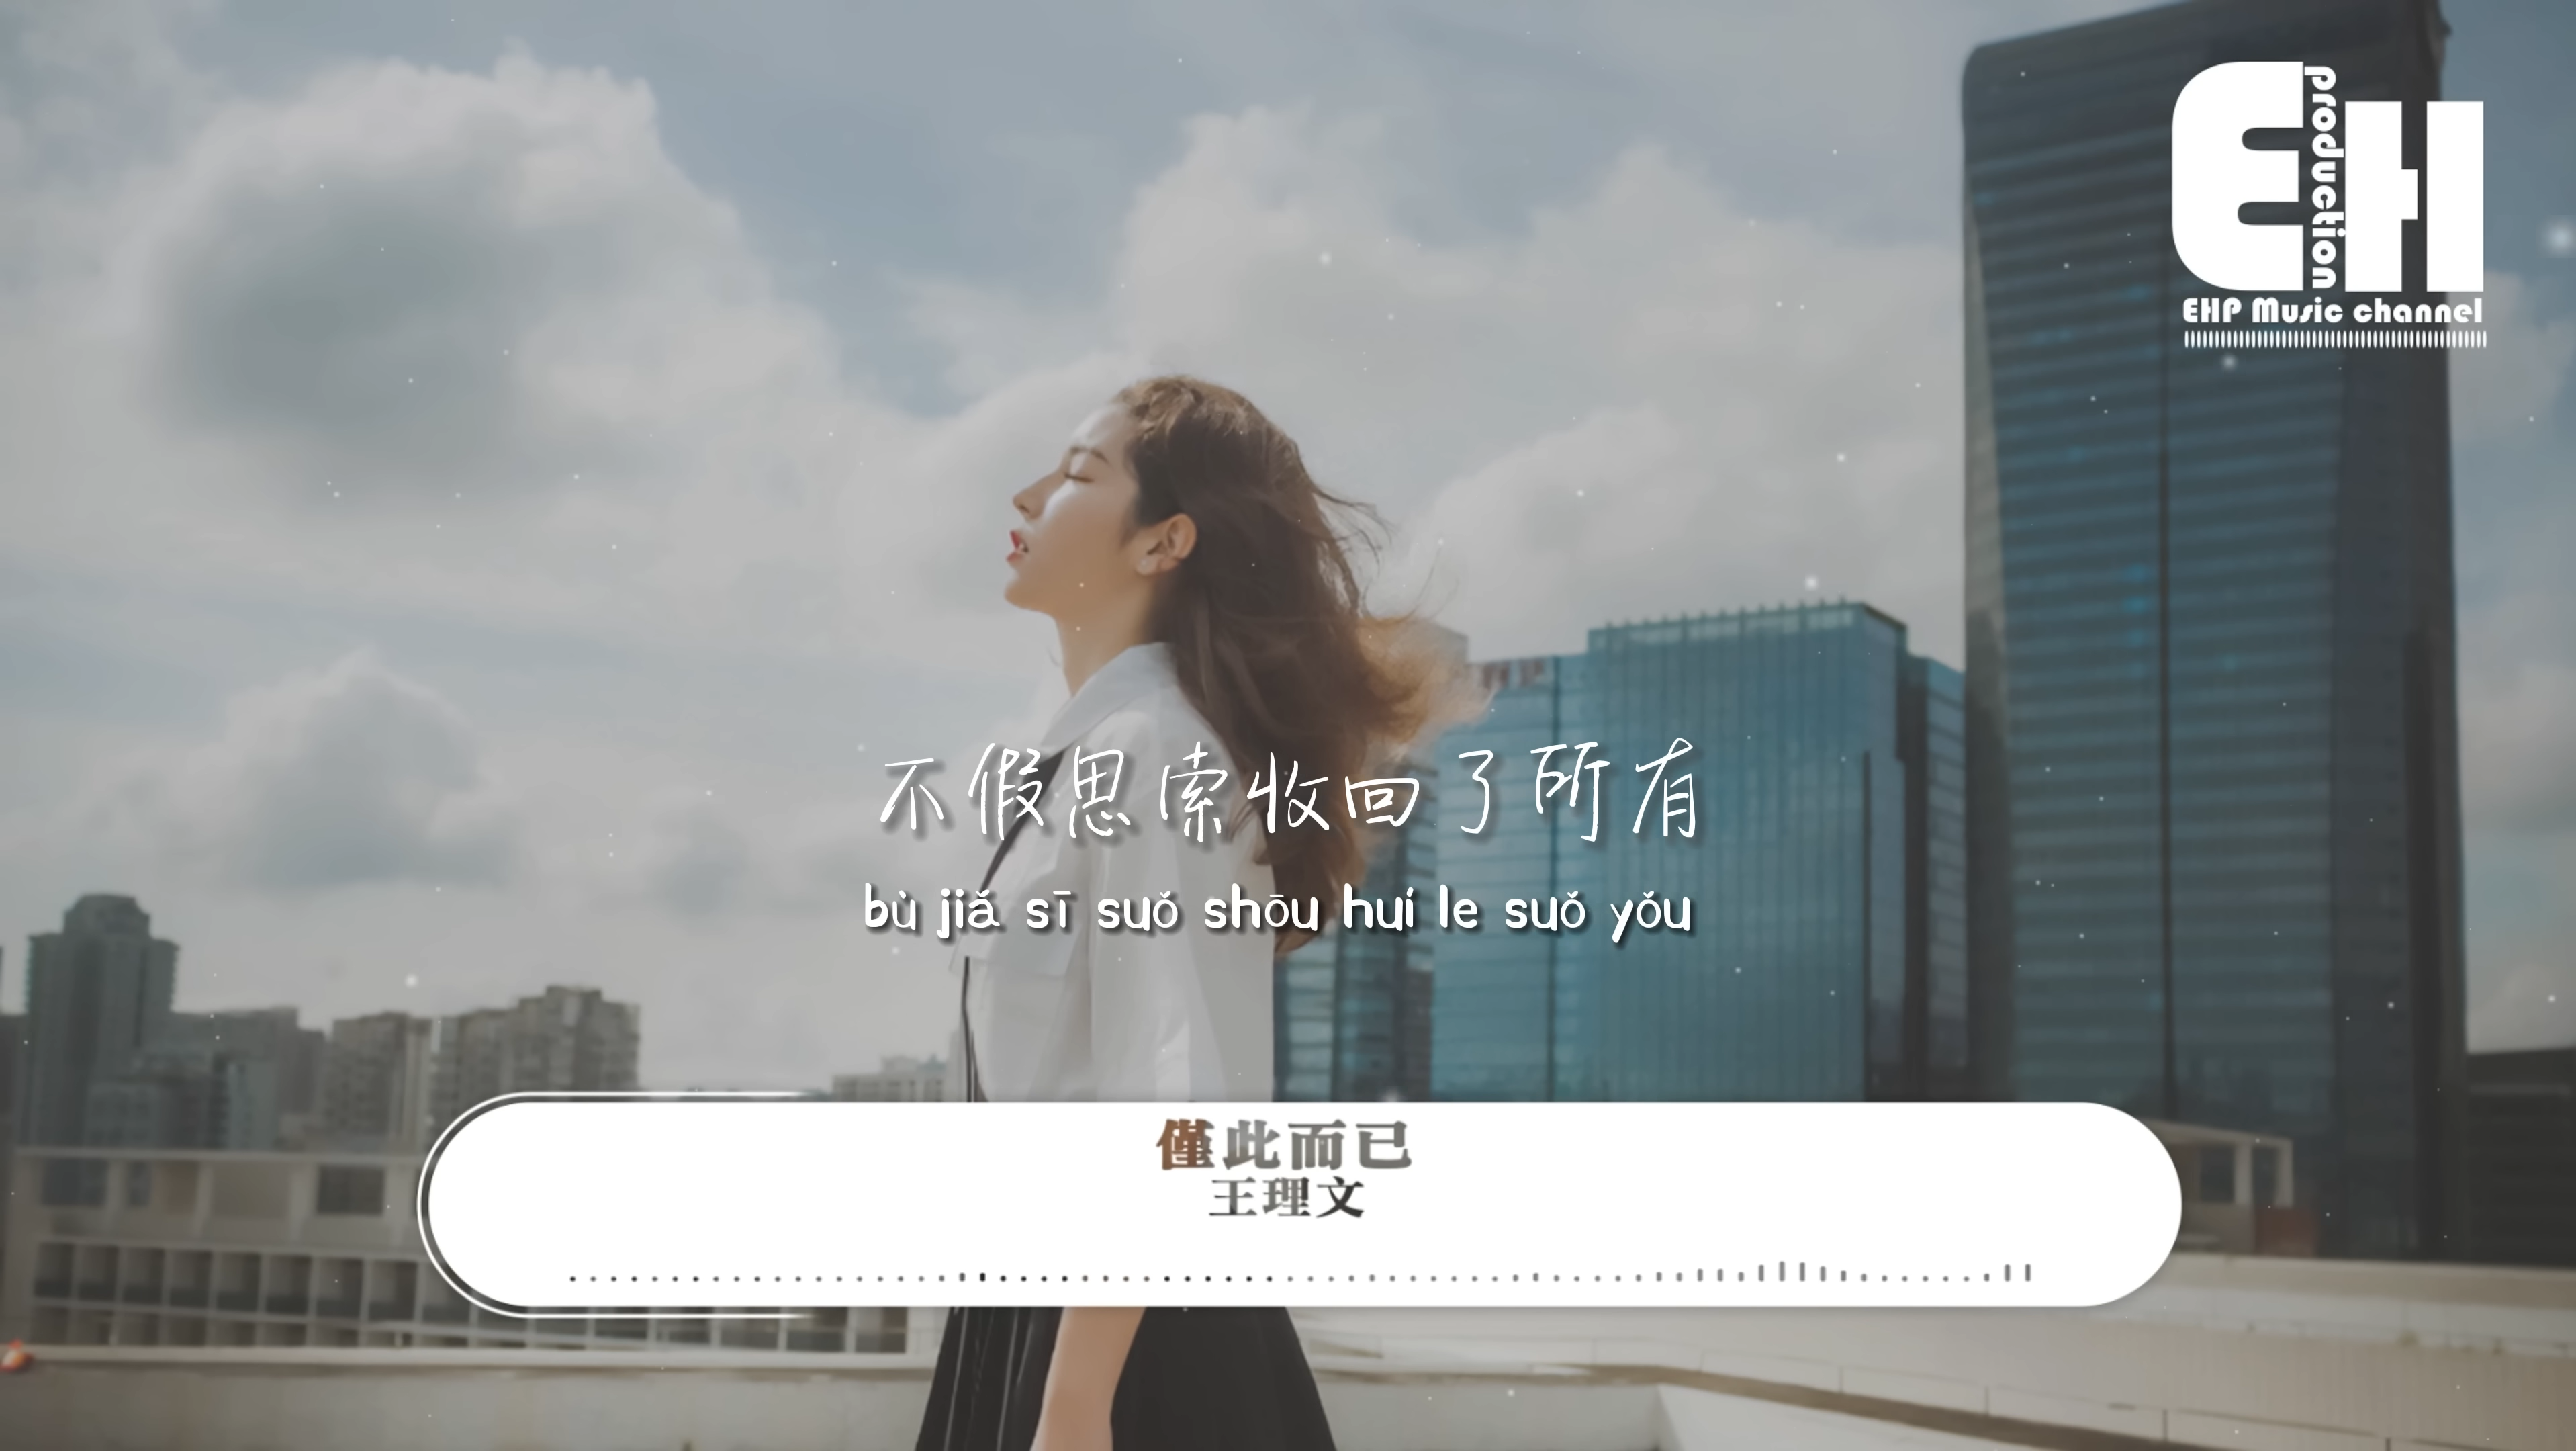 EH
production
EHP Music channel
不假思索收回了所有
bù jiǎ sī suǒ shōu huí le suǒ yǒu
僅此而已
王理文